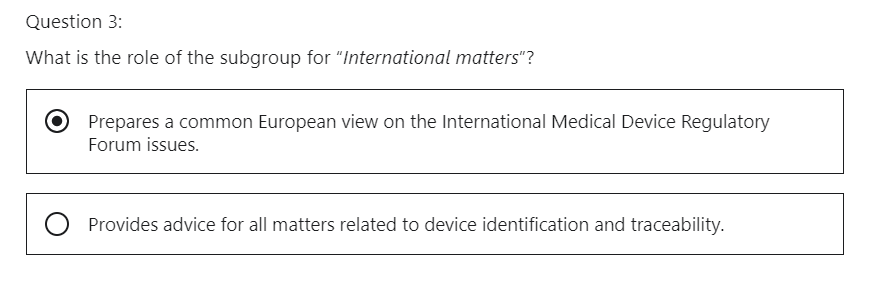 Question 3:
What is the role of the subgroup for “International matters”?
Prepares a common European view on the International Medical Device Regulatory
Forum issues.
Provides advice for all matters related to device identification and traceability.